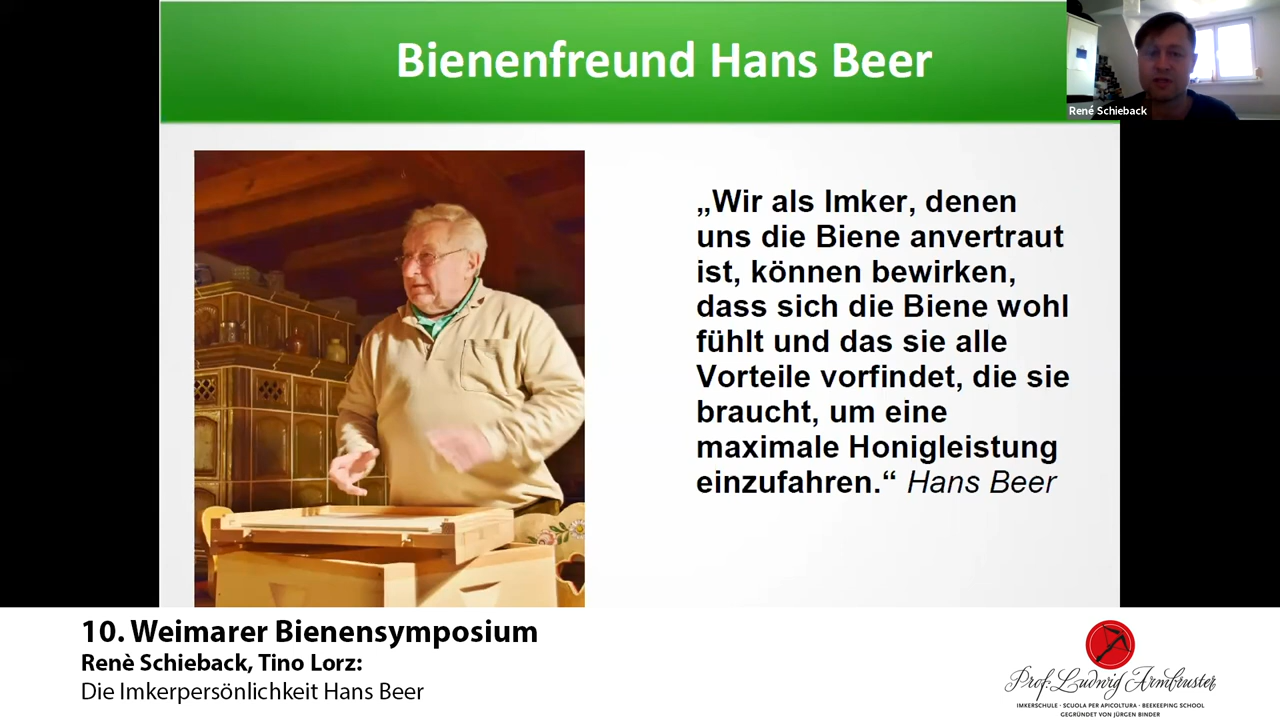 Bienenfreund Hans Beer
René Schieback
„Wir als Imker, denen
uns die Biene anvertraut
ist, können bewirken,
dass sich die Biene wohl
fühlt und das sie alle
Vorteile vorfindet, die sie
braucht, um eine
maximale Honigleistung
einzufahren.“ Hans Beer
10. Weimarer Bienensymposium
Renè Schieback, Tino Lorz:
Die Imkerpersönlichkeit Hans Beer
Prof. Ludwig Armbruster
IMKERSCHULE · SCUOLA PER APICOLTURA · BEEKEEPING SCHOOL
GEGRÜNDET VON JÜRGEN BINDER